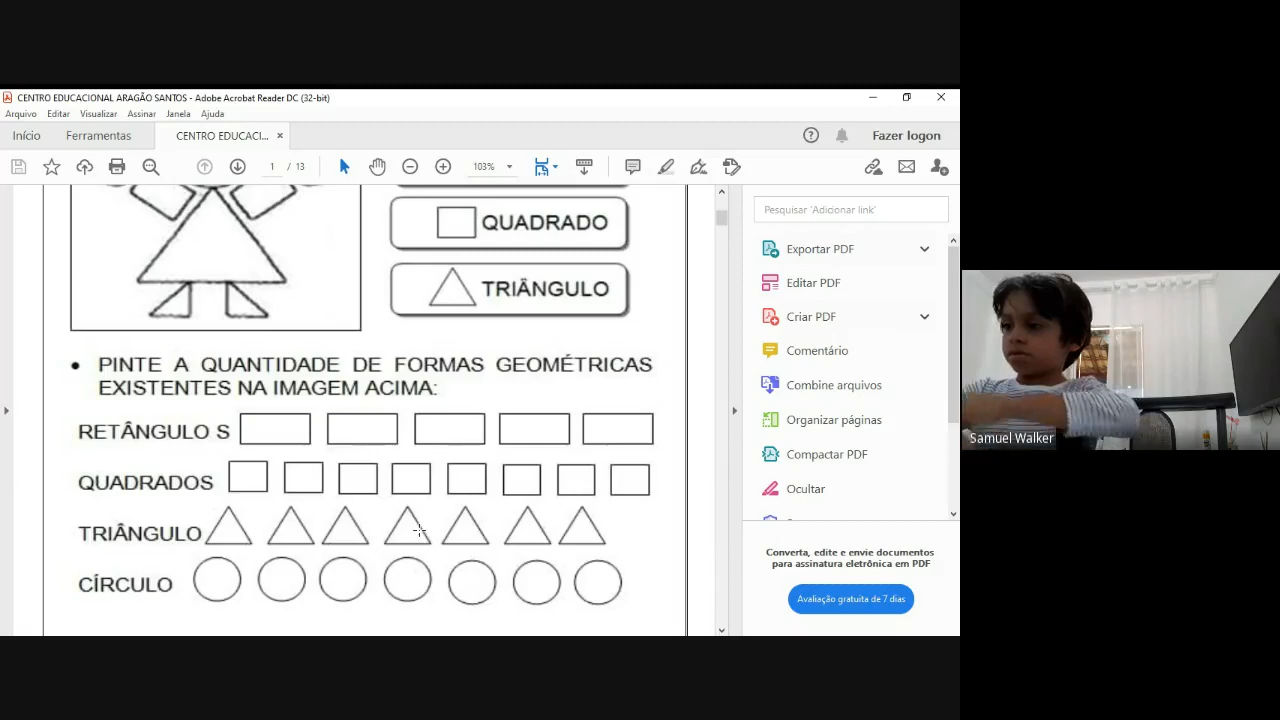 CENTRO EDUCACIONAL ARAGÃO SANTOS - Adobe Acrobat Reader DC (32-bit)
Arquivo Editar Visualizar Assinar Janela Ajuda
Início Ferramentas CENTRO EDUCACI... × Fazer logon
1 / 13 103%
QUADRADO
TRIÂNGULO
• PINTE A QUANTIDADE DE FORMAS GEOMÉTRICAS
EXISTENTES NA IMAGEM ACIMA:
RETÂNGULO S
QUADRADOS
TRIÂNGULO
CÍRCULO
Pesquisar 'Adicionar link'
Exportar PDF
Editar PDF
Criar PDF
Comentário
Combine arquivos
Organizar páginas
Compactar PDF
Ocultar
Converta, edite e envie documentos
para assinatura eletrônica em PDF
Avaliação gratuita de 7 dias
Samuel Walker